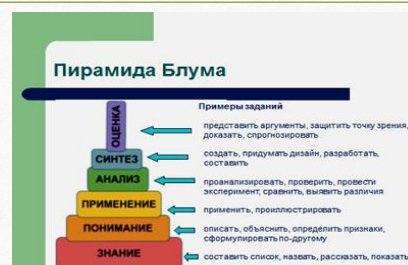 Пирамида Блума
Примеры заданий
ОЦЕНКА
представить аргументы, защитить точку зрения,
доказать, спрогнозировать
СИНТЕЗ
создать, придумать дизайн, разработать,
составить
АНАЛИЗ
проанализировать, проверить, провести
эксперимент, сравнить, выявить различия
ПРИМЕНЕНИЕ
применить, проиллюстрировать
ПОНИМАНИЕ
описать, объяснить, определить признаки,
сформулировать по-другому
ЗНАНИЕ
составить список, назвать, рассказать, показать